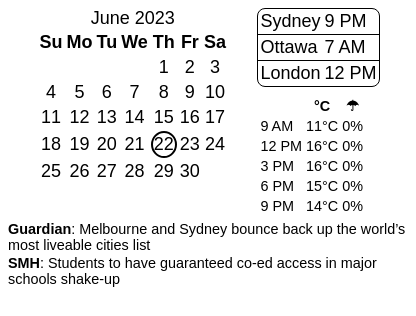 June 2023
Su Mo Tu We Th Fr Sa
1 2 3
4 5 6 7 8 9 10
11 12 13 14 15 16 17
18 19 20 21 22 23 24
25 26 27 28 29 30
Sydney 9 PM
Ottawa 7 AM
London 12 PM
°C ☂
9 AM 11°C 0%
12 PM 16°C 0%
3 PM 16°C 0%
6 PM 15°C 0%
9 PM 14°C 0%
Guardian: Melbourne and Sydney bounce back up the world’s
most liveable cities list
SMH: Students to have guaranteed co-ed access in major
schools shake-up